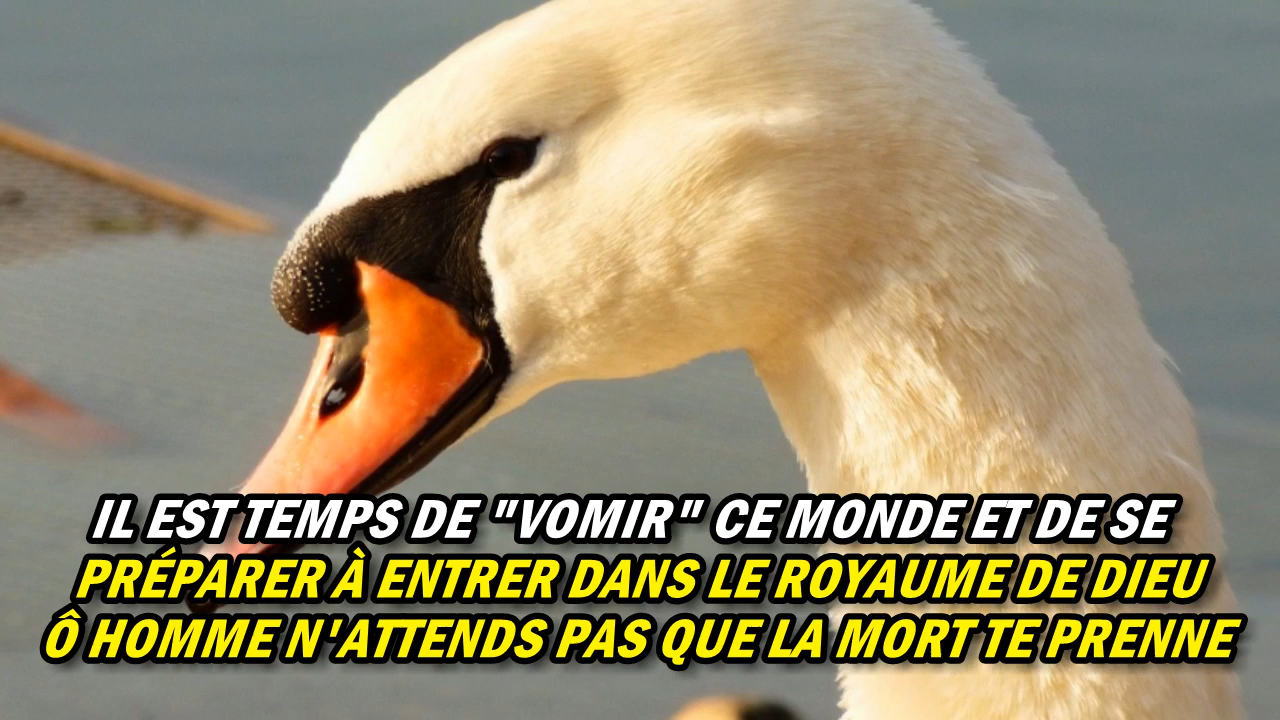 IL EST TEMPS DE "VOMIR" CE MONDE ET DE SE
PRÉPARER À ENTRER DANS LE ROYAUME DE DIEU
Ô HOMME N'ATTENDS PAS QUE LA MORT TE PRENNE